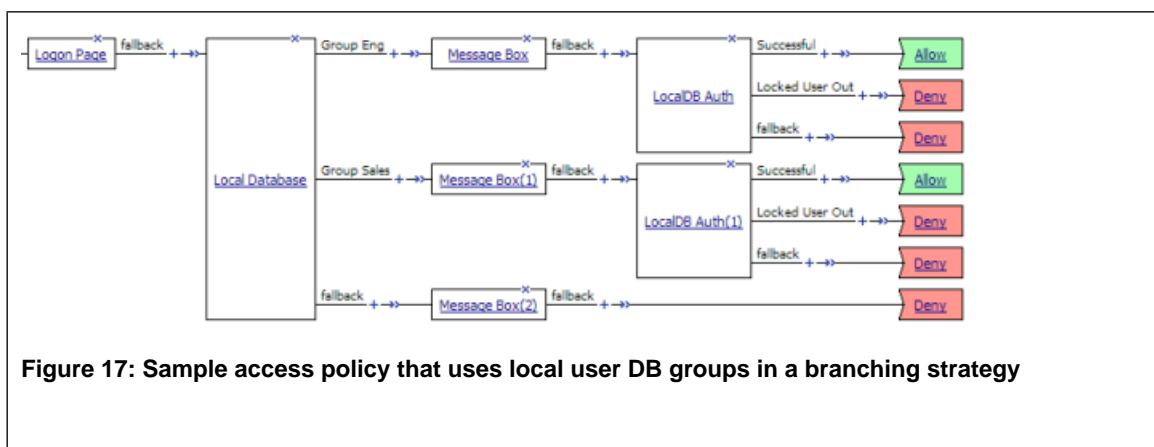 Logon Page fallback + Group Eng + Message Box fallback + Successful + Allow
LocalDB Auth Locked User Out + Deny
fallback + Deny
Local Database Group Sales + Message Box(1) fallback + Successful + Allow
LocalDB Auth(1) Locked User Out + Deny
fallback + Deny
fallback + Message Box(2) fallback + Deny
Figure 17: Sample access policy that uses local user DB groups in a branching strategy